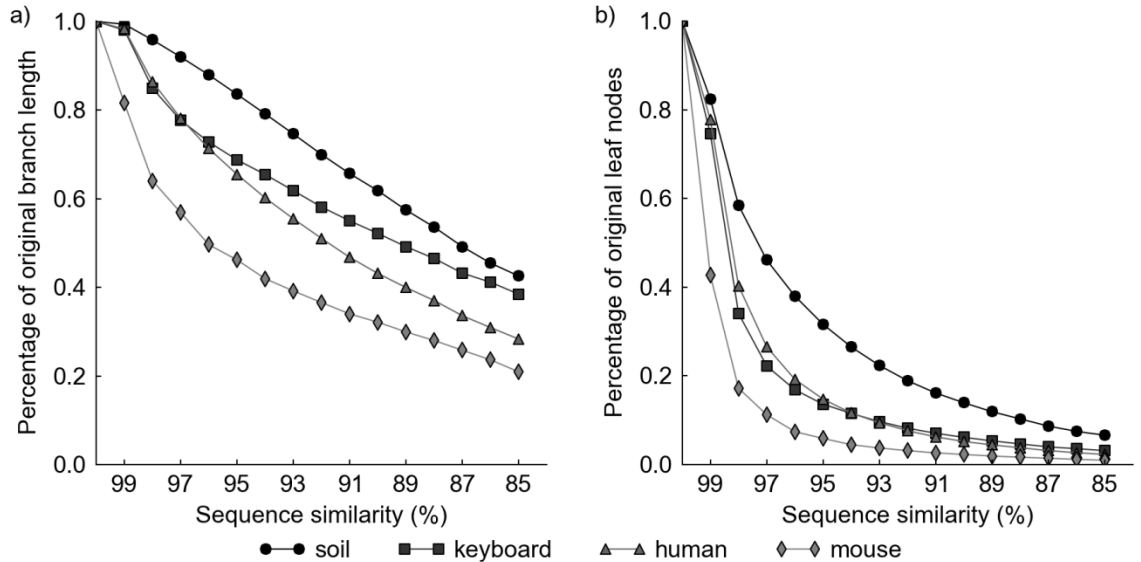 a)
Percentage of original branch length
1.0
0.8
0.6
0.4
0.2
0.0
99 97 95 93 91 89 87 85
Sequence similarity (%)
b)
Percentage of original leaf nodes
1.0
0.8
0.6
0.4
0.2
0.0
99 97 95 93 91 89 87 85
Sequence similarity (%)
soil keyboard human mouse